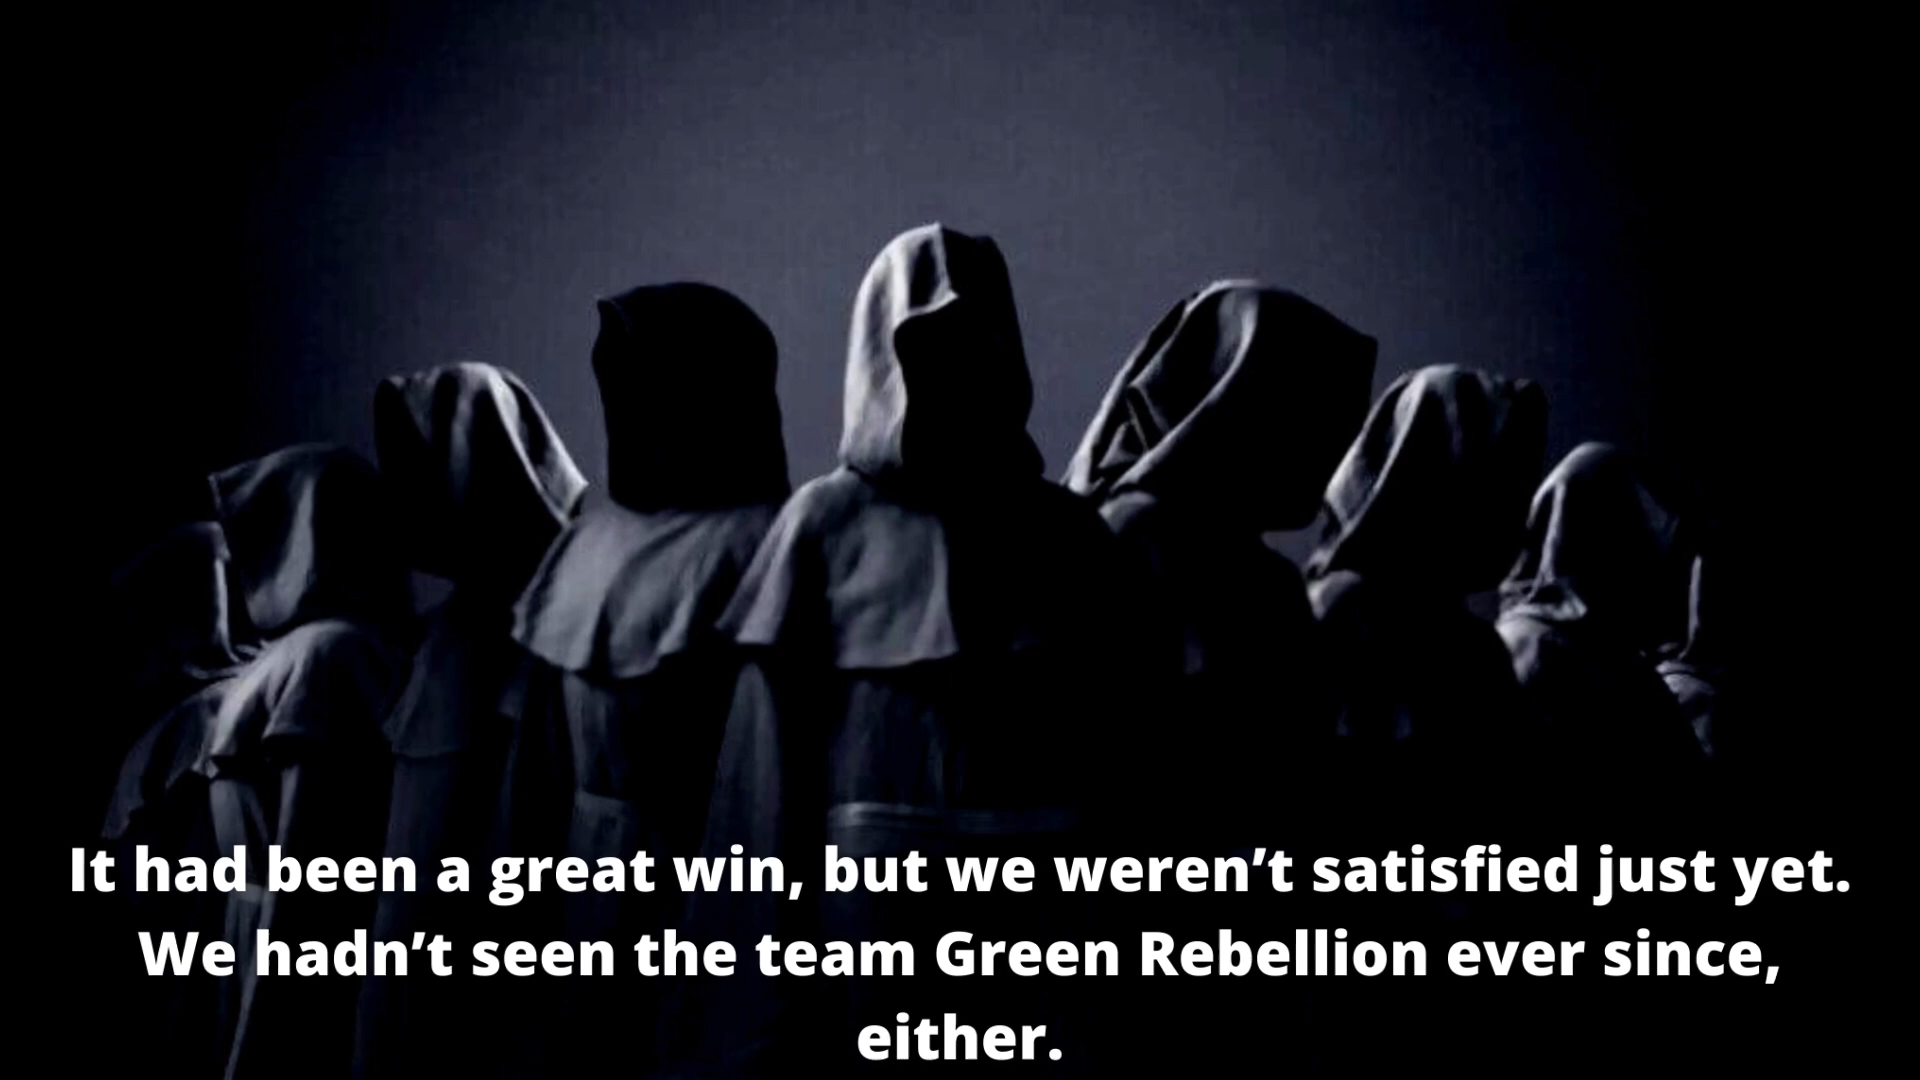 It had been a great win, but we weren’t satisfied just yet.
We hadn’t seen the team Green Rebellion ever since,
either.